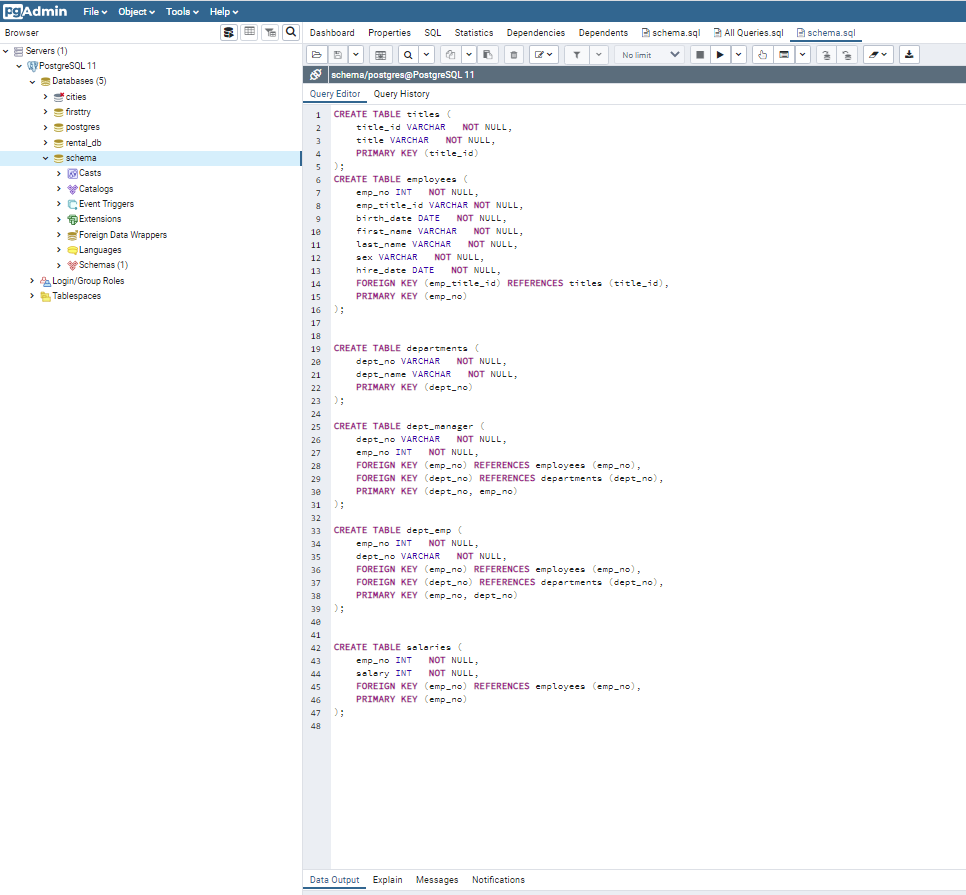 pgAdmin File Object Tools Help
Browser
Servers (1)
PostgreSQL 11
Databases (5)
cities
firsttry
postgres
rental_db
schema
Casts
Catalogs
Event Triggers
Extensions
Foreign Data Wrappers
Languages
Schemas (1)
Login/Group Roles
Tablespaces
Dashboard Properties SQL Statistics Dependencies Dependents schema.sql All Queries.sql schema.sql
No limit
schema/postgres@PostgreSQL 11
Query Editor Query History
1 CREATE TABLE titles (
2     title_id VARCHAR   NOT NULL,
3     title VARCHAR   NOT NULL,
4     PRIMARY KEY (title_id)
5 );
6 CREATE TABLE employees (
7     emp_no INT   NOT NULL,
8     emp_title_id VARCHAR NOT NULL,
9     birth_date DATE   NOT NULL,
10     first_name VARCHAR   NOT NULL,
11     last_name VARCHAR   NOT NULL,
12     sex VARCHAR   NOT NULL,
13     hire_date DATE   NOT NULL,
14     FOREIGN KEY (emp_title_id) REFERENCES titles (title_id),
15     PRIMARY KEY (emp_no)
16 );
17
18
19 CREATE TABLE departments (
20     dept_no VARCHAR   NOT NULL,
21     dept_name VARCHAR   NOT NULL,
22     PRIMARY KEY (dept_no)
23 );
24
25 CREATE TABLE dept_manager (
26     dept_no VARCHAR   NOT NULL,
27     emp_no INT   NOT NULL,
28     FOREIGN KEY (emp_no) REFERENCES employees (emp_no),
29     FOREIGN KEY (dept_no) REFERENCES departments (dept_no),
30     PRIMARY KEY (dept_no, emp_no)
31 );
32
33 CREATE TABLE dept_emp (
34     emp_no INT   NOT NULL,
35     dept_no VARCHAR   NOT NULL,
36     FOREIGN KEY (emp_no) REFERENCES employees (emp_no),
37     FOREIGN KEY (dept_no) REFERENCES departments (dept_no),
38     PRIMARY KEY (emp_no, dept_no)
39 );
40
41
42 CREATE TABLE salaries (
43     emp_no INT   NOT NULL,
44     salary INT   NOT NULL,
45     FOREIGN KEY (emp_no) REFERENCES employees (emp_no),
46     PRIMARY KEY (emp_no)
47 );
48
Data Output Explain Messages Notifications